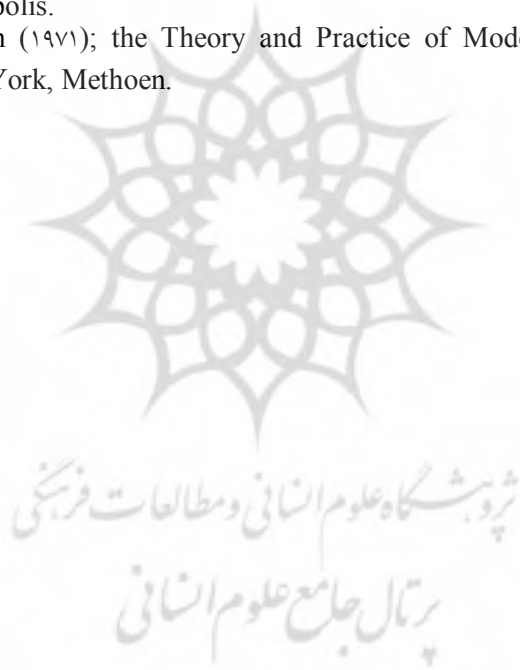 polis.
n (۱۹۷۱); the Theory and Practice of Mode
York, Methoen.
پژوهشگاه علوم انسانی و مطالعات فرهنگی
پرتال جامع علوم انسانی